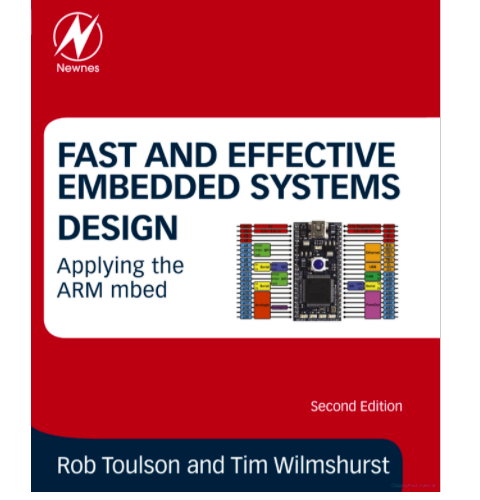 Newnes
FAST AND EFFECTIVE
EMBEDDED SYSTEMS
DESIGN
Applying the
ARM mbed
Second Edition
Rob Toulson and Tim Wilmshurst